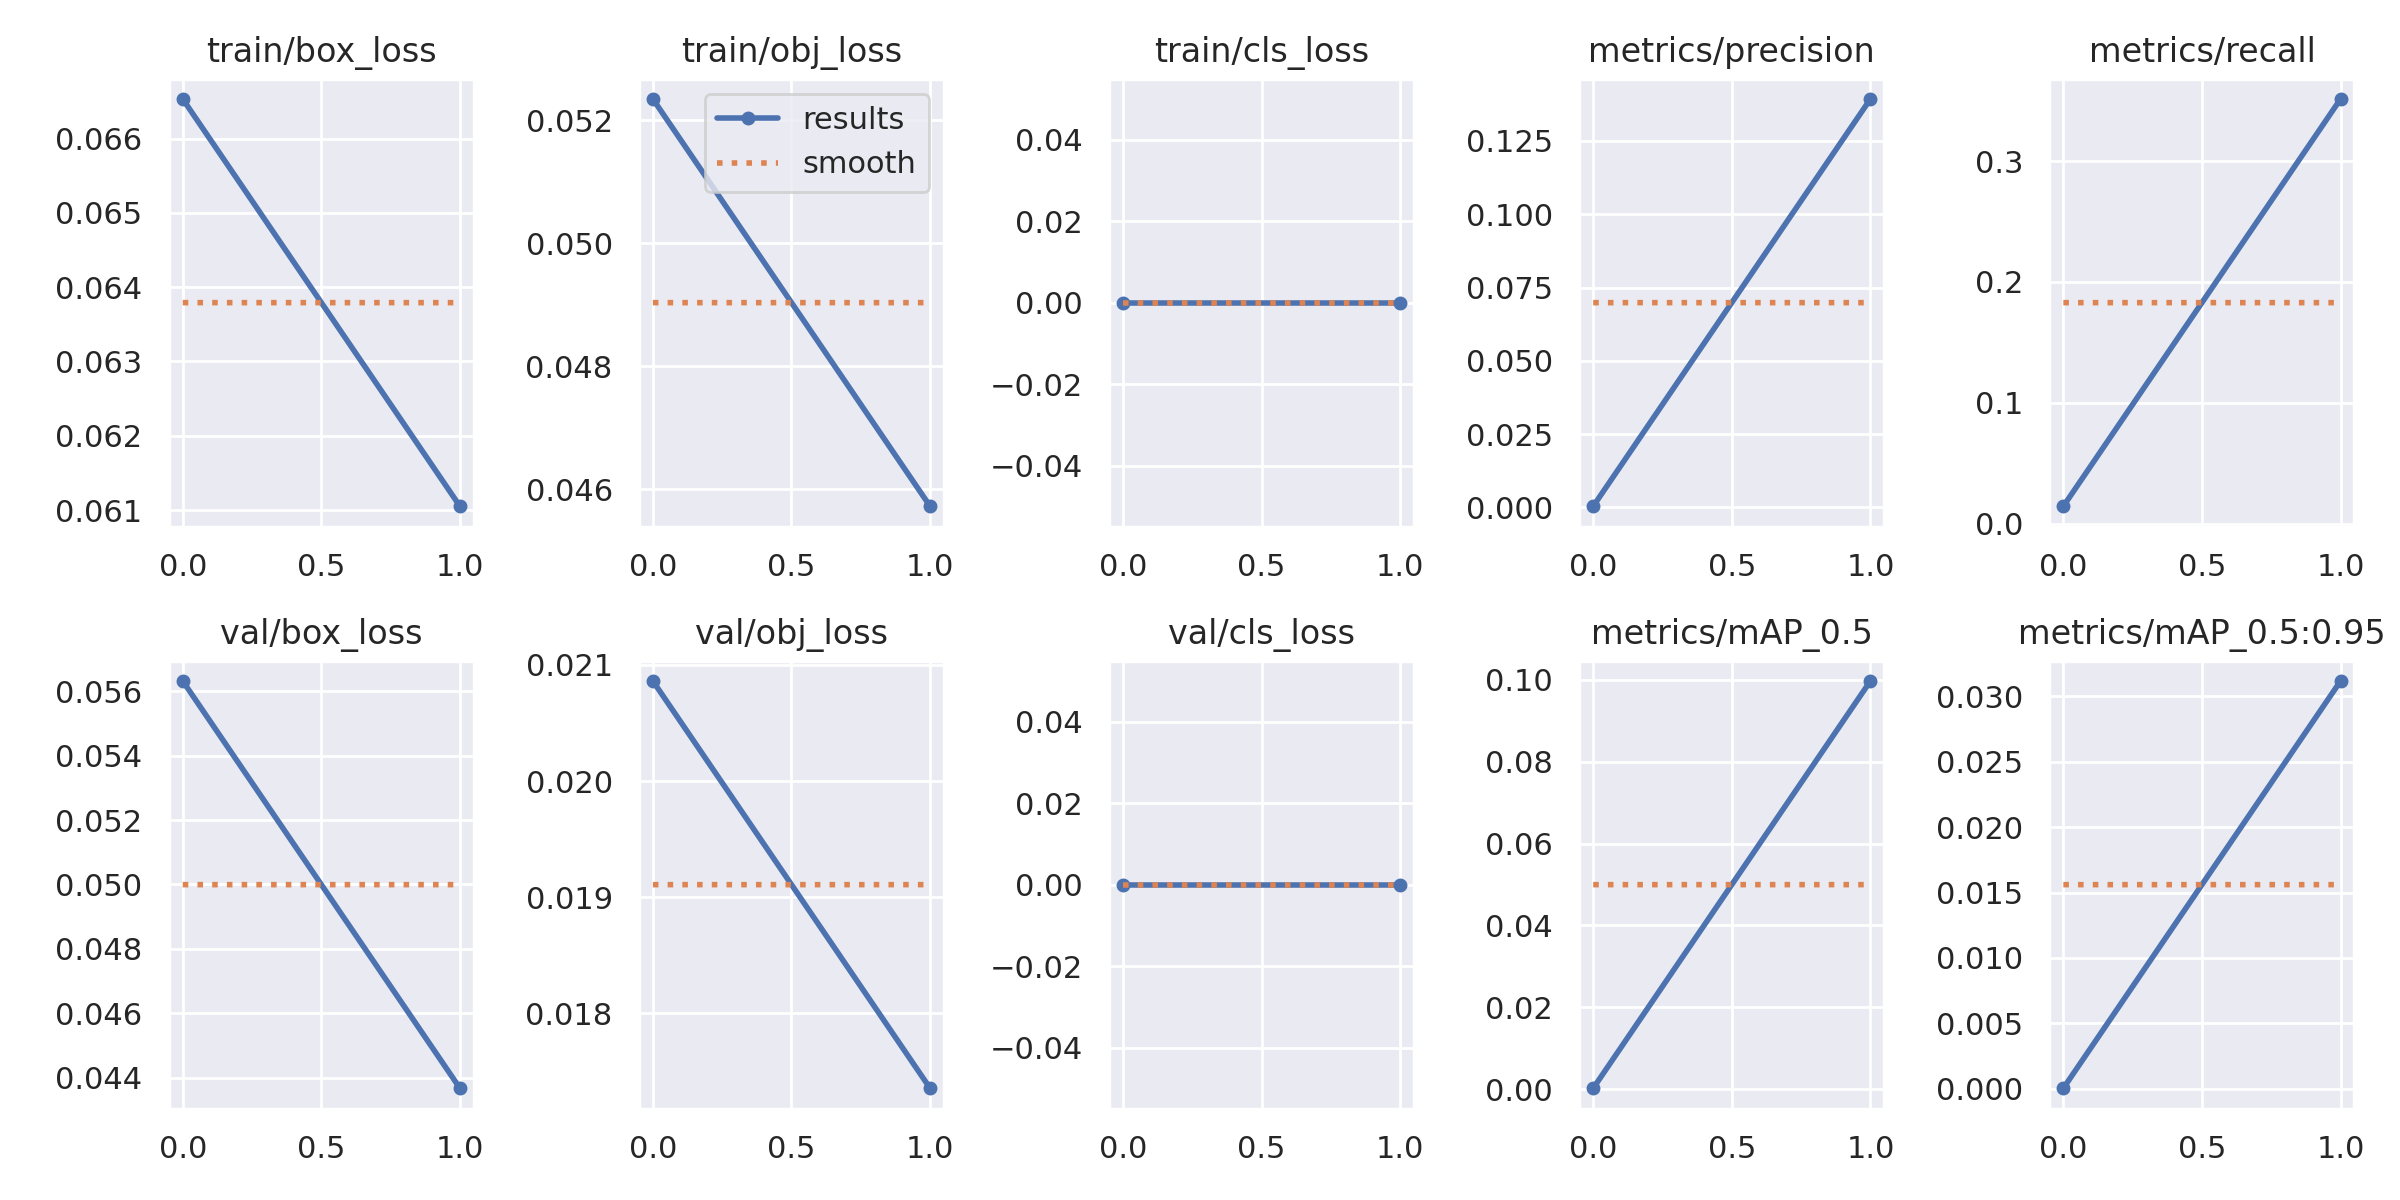 train/box_loss
train/obj_loss
train/cls_loss
metrics/precision
metrics/recall
0.066
0.065
0.064
0.063
0.062
0.061
0.0 0.5 1.0
results
smooth
0.052
0.050
0.048
0.046
0.0 0.5 1.0
0.04
0.02
0.00
−0.02
−0.04
0.0 0.5 1.0
0.125
0.100
0.075
0.050
0.025
0.000
0.0 0.5 1.0
0.3
0.2
0.1
0.0
0.0 0.5 1.0
val/box_loss
val/obj_loss
val/cls_loss
metrics/mAP_0.5
metrics/mAP_0.5:0.95
0.056
0.054
0.052
0.050
0.048
0.046
0.044
0.0 0.5 1.0
0.021
0.020
0.019
0.018
0.0 0.5 1.0
0.04
0.02
0.00
−0.02
−0.04
0.0 0.5 1.0
0.10
0.08
0.06
0.04
0.02
0.00
0.0 0.5 1.0
0.030
0.025
0.020
0.015
0.010
0.005
0.000
0.0 0.5 1.0